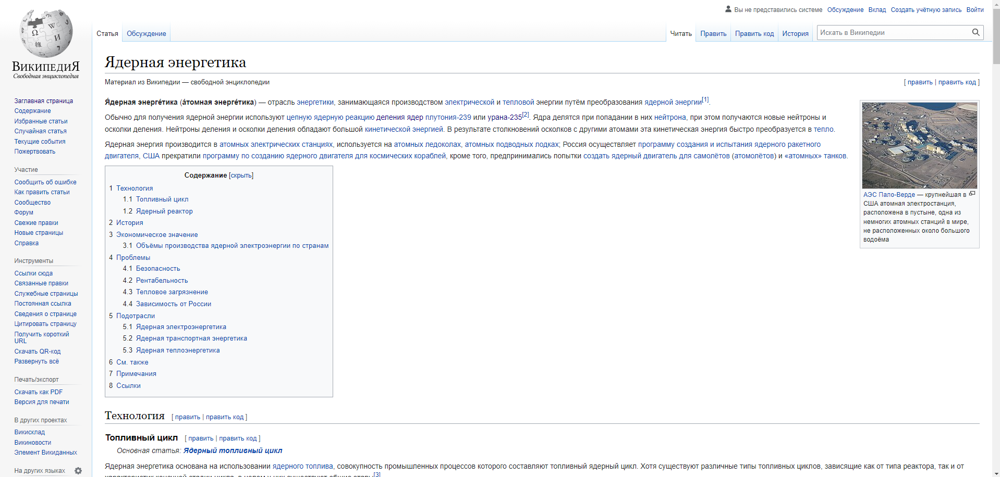 Вы не представились системе Обсуждение Вклад Создать учётную запись Войти
Статья Обсуждение Читать Править Править код История Искать в Википедии
ВикипедиЯ
Свободная энциклопедия
Заглавная страница
Содержание
Избранные статьи
Случайная статья
Текущие события
Пожертвовать
Участие
Сообщить об ошибке
Как править статьи
Сообщество
Форум
Свежие правки
Новые страницы
Справка
Инструменты
Ссылки сюда
Связанные правки
Служебные страницы
Постоянная ссылка
Сведения о странице
Цитировать страницу
Получить короткий
URL
Скачать QR-код
Развернуть всё
Печать/экспорт
Скачать как PDF
Версия для печати
В других проектах
Викисклад
Викиновости
Элемент Викиданных
На других языках
Ядерная энергетика
Материал из Википедии — свободной энциклопедии
[ править | править код ]
Я́дерная энерге́тика (а́томная энерге́тика) — отрасль энергетики, занимающаяся производством электрической и тепловой энергии путём преобразования ядерной энергии[1].
Обычно для получения ядерной энергии используют цепную ядерную реакцию деления ядер плутония-239 или урана-235[2]. Ядра делятся при попадании в них нейтрона, при этом получаются новые нейтроны и
осколки деления. Нейтроны деления и осколки деления обладают большой кинетической энергией. В результате столкновений осколков с другими атомами эта кинетическая энергия быстро преобразуется в тепло.
Ядерная энергия производится в атомных электрических станциях, используется на атомных ледоколах, атомных подводных лодках; Россия осуществляет программу создания и испытания ядерного ракетного
двигателя, США прекратили программу по созданию ядерного двигателя для космических кораблей, кроме того, предпринимались попытки создать ядерный двигатель для самолётов (атомолётов) и «атомных» танков.
АЭС Пало-Верде — крупнейшая в
США атомная электростанция,
расположена в пустыне, одна из
немногих атомных станций в мире,
не расположенных около большого
водоёма
Содержание [скрыть]
1 Технология
1.1 Топливный цикл
1.2 Ядерный реактор
2 История
3 Экономическое значение
3.1 Объёмы производства ядерной электроэнергии по странам
4 Проблемы
4.1 Безопасность
4.2 Рентабельность
4.3 Тепловое загрязнение
4.4 Зависимость от России
5 Подотрасли
5.1 Ядерная электроэнергетика
5.2 Ядерная транспортная энергетика
5.3 Ядерная теплоэнергетика
6 См. также
7 Примечания
8 Ссылки
Технология [ править | править код ]
Топливный цикл [ править | править код ]
Основная статья: Ядерный топливный цикл
Ядерная энергетика основана на использовании ядерного топлива, совокупность промышленных процессов которого составляют топливный ядерный цикл. Хотя существуют различные типы топливных циклов, зависящие как от типа реактора, так и от
[3]